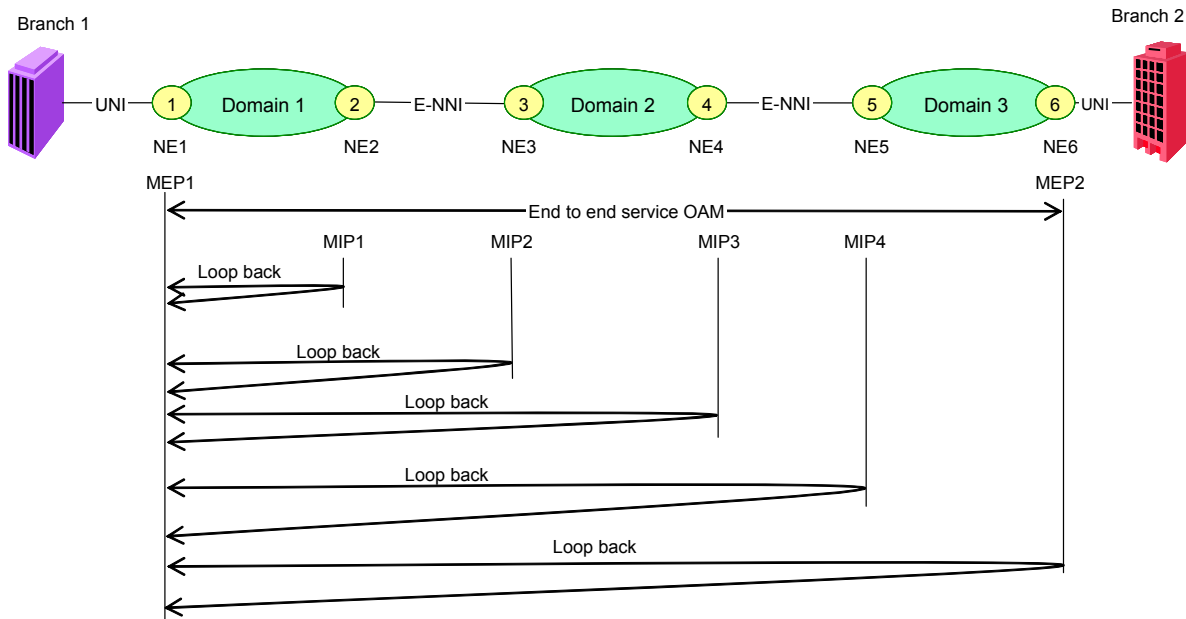 Branch 1
Branch 2
UNI
1
Domain 1
2
E-NNI
3
Domain 2
4
E-NNI
5
Domain 3
6
UNI
NE1
NE2
NE3
NE4
NE5
NE6
MEP1
MEP2
End to end service OAM
MIP1
MIP2
MIP3
MIP4
Loop back
Loop back
Loop back
Loop back
Loop back